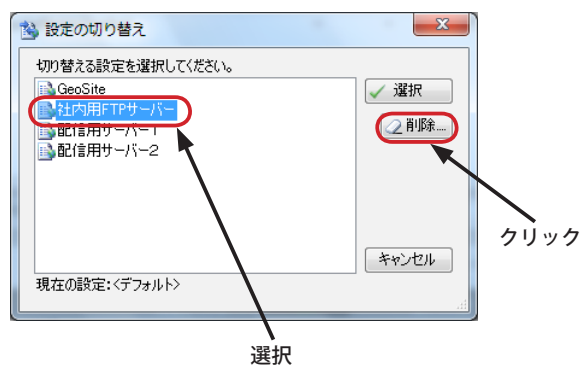 設定の切り替え
切り替える設定を選択してください。
GeoSite
社内用FTPサーバー
配信用サーバー1
配信用サーバー2
選択
削除...
クリック
キャンセル
現在の設定:<デフォルト>
選択